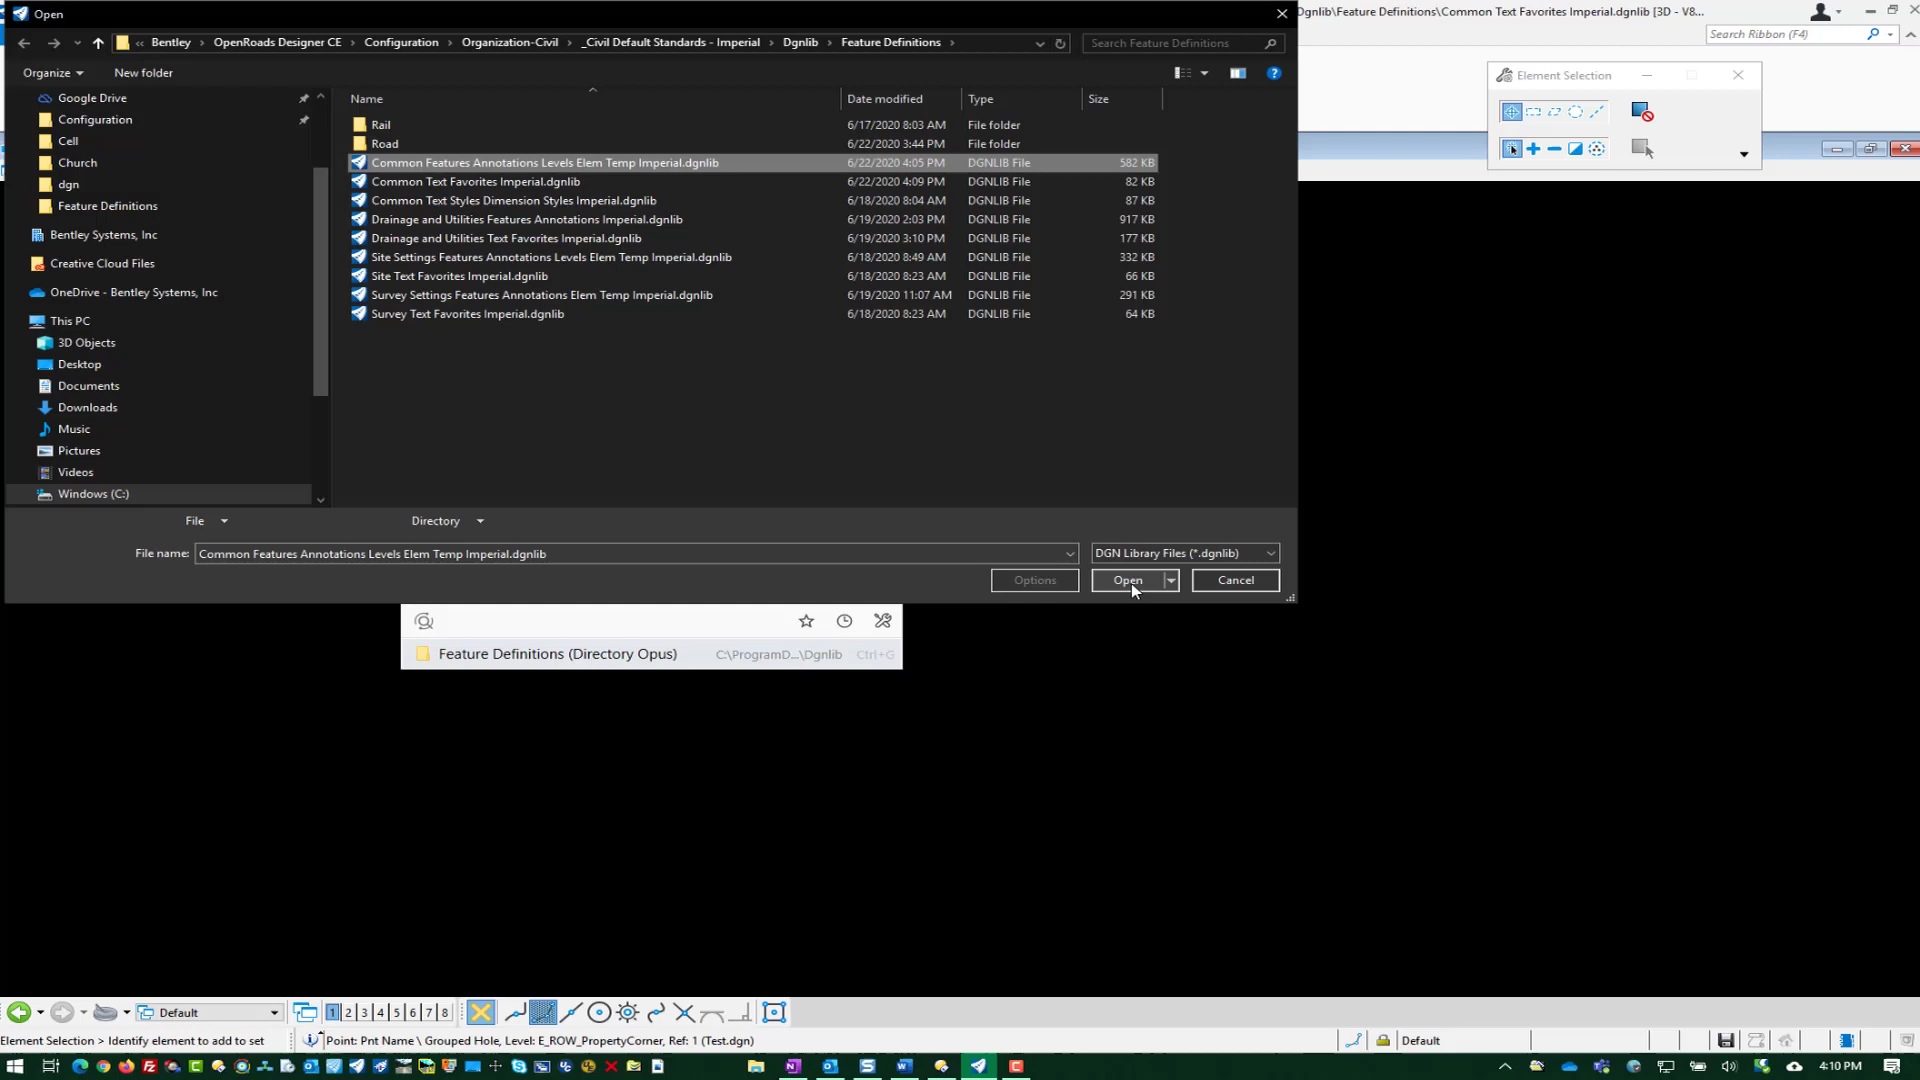 Open
Dgnlib\Feature Definitions\Common Text Favorites Imperial.dgnlib [3D - V8...
« Bentley > OpenRoads Designer CE > Configuration > Organization-Civil > _Civil Default Standards - Imperial > Dgnlib > Feature Definitions >
Search Feature Definitions
Search Ribbon (F4)
Organize
New folder
Element Selection
Google Drive
Configuration
Cell
Church
dgn
Feature Definitions
Bentley Systems, Inc
Creative Cloud Files
OneDrive - Bentley Systems, Inc
This PC
3D Objects
Desktop
Documents
Downloads
Music
Pictures
Videos
Windows (C:)
Name Date modified Type Size
Rail 6/17/2020 8:03 AM File folder
Road 6/22/2020 3:44 PM File folder
Common Features Annotations Levels Elem Temp Imperial.dgnlib 6/22/2020 4:05 PM DGNLIB File 582 KB
Common Text Favorites Imperial.dgnlib 6/22/2020 4:09 PM DGNLIB File 82 KB
Common Text Styles Dimension Styles Imperial.dgnlib 6/18/2020 8:04 AM DGNLIB File 87 KB
Drainage and Utilities Features Annotations Imperial.dgnlib 6/19/2020 2:03 PM DGNLIB File 917 KB
Drainage and Utilities Text Favorites Imperial.dgnlib 6/19/2020 3:10 PM DGNLIB File 177 KB
Site Settings Features Annotations Levels Elem Temp Imperial.dgnlib 6/18/2020 8:49 AM DGNLIB File 332 KB
Site Text Favorites Imperial.dgnlib 6/18/2020 8:23 AM DGNLIB File 66 KB
Survey Settings Features Annotations Elem Temp Imperial.dgnlib 6/19/2020 11:07 AM DGNLIB File 291 KB
Survey Text Favorites Imperial.dgnlib 6/18/2020 8:23 AM DGNLIB File 64 KB
File
Directory
File name: Common Features Annotations Levels Elem Temp Imperial.dgnlib
DGN Library Files (*.dgnlib)
Options
Open
Cancel
Feature Definitions (Directory Opus) C:\ProgramD...\Dgnlib Ctrl+G
Default
1 2 3 4 5 6 7 8
Element Selection > Identify element to add to set
Point: Pnt Name \ Grouped Hole, Level: E_ROW_PropertyCorner, Ref: 1 (Test.dgn)
Default
4:10 PM